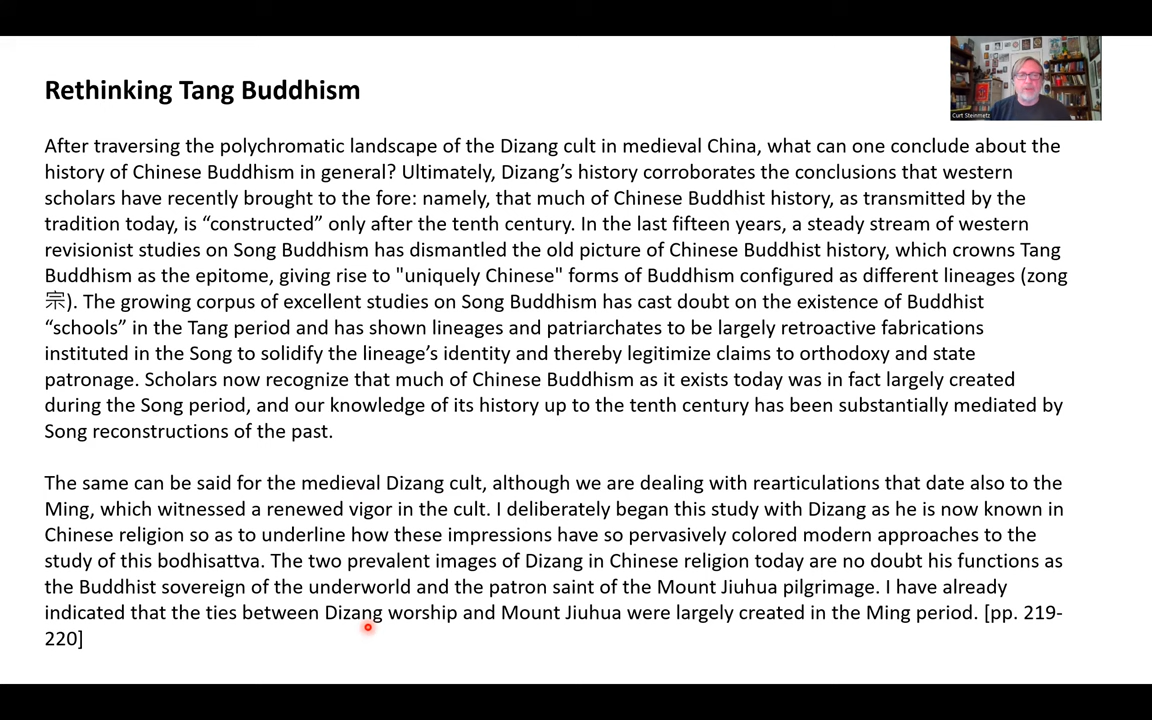 Rethinking Tang Buddhism
Curt Steinmetz
After traversing the polychromatic landscape of the Dizang cult in medieval China, what can one conclude about the
history of Chinese Buddhism in general? Ultimately, Dizang’s history corroborates the conclusions that western
scholars have recently brought to the fore: namely, that much of Chinese Buddhist history, as transmitted by the
tradition today, is “constructed” only after the tenth century. In the last fifteen years, a steady stream of western
revisionist studies on Song Buddhism has dismantled the old picture of Chinese Buddhist history, which crowns Tang
Buddhism as the epitome, giving rise to "uniquely Chinese" forms of Buddhism configured as different lineages (zong
宗). The growing corpus of excellent studies on Song Buddhism has cast doubt on the existence of Buddhist
“schools” in the Tang period and has shown lineages and patriarchates to be largely retroactive fabrications
instituted in the Song to solidify the lineage’s identity and thereby legitimize claims to orthodoxy and state
patronage. Scholars now recognize that much of Chinese Buddhism as it exists today was in fact largely created
during the Song period, and our knowledge of its history up to the tenth century has been substantially mediated by
Song reconstructions of the past.
The same can be said for the medieval Dizang cult, although we are dealing with rearticulations that date also to the
Ming, which witnessed a renewed vigor in the cult. I deliberately began this study with Dizang as he is now known in
Chinese religion so as to underline how these impressions have so pervasively colored modern approaches to the
study of this bodhisattva. The two prevalent images of Dizang in Chinese religion today are no doubt his functions as
the Buddhist sovereign of the underworld and the patron saint of the Mount Jiuhua pilgrimage. I have already
indicated that the ties between Dizang worship and Mount Jiuhua were largely created in the Ming period. [pp. 219-
220]